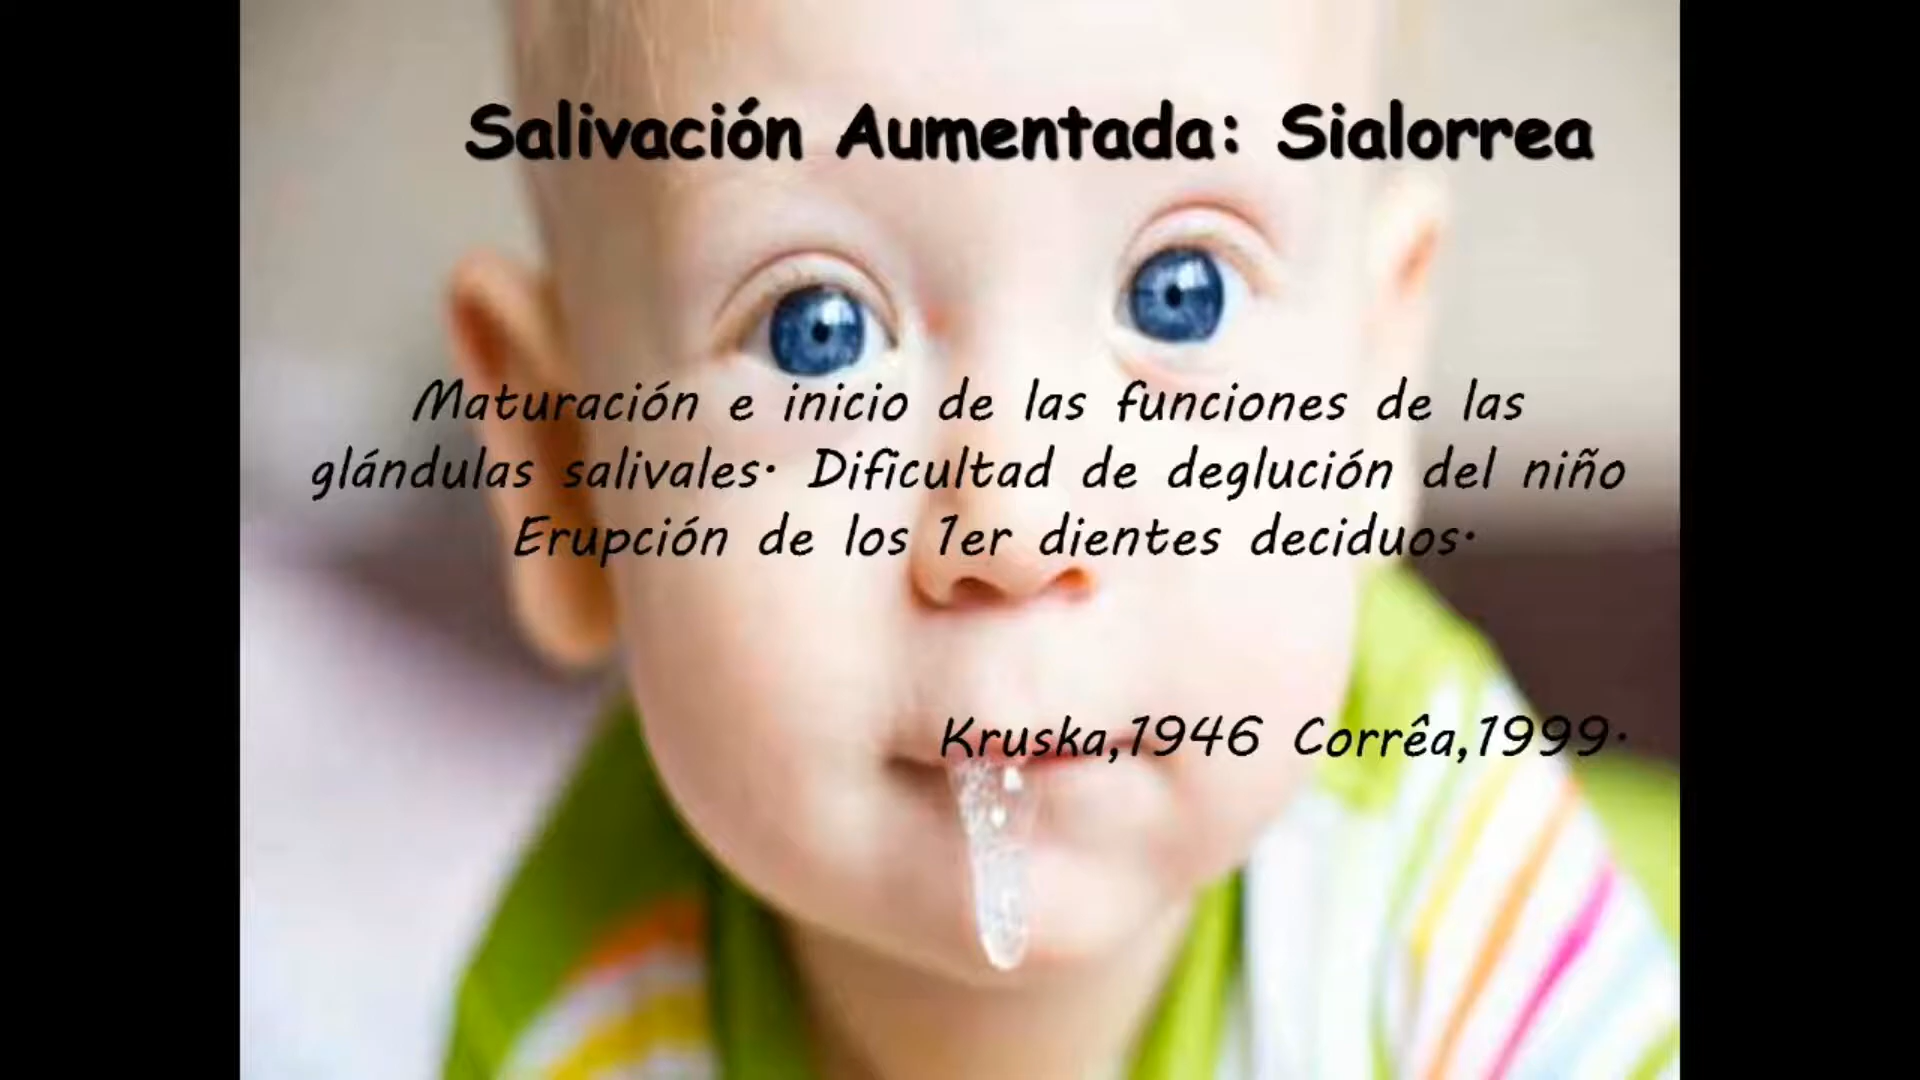 Salivación Aumentada: Sialorrea
Maturación e inicio de las funciones de las
glándulas salivales. Dificultad de deglución del niño
Erupción de los 1er dientes deciduos.
Kruska,1946 Corrêa,1999.